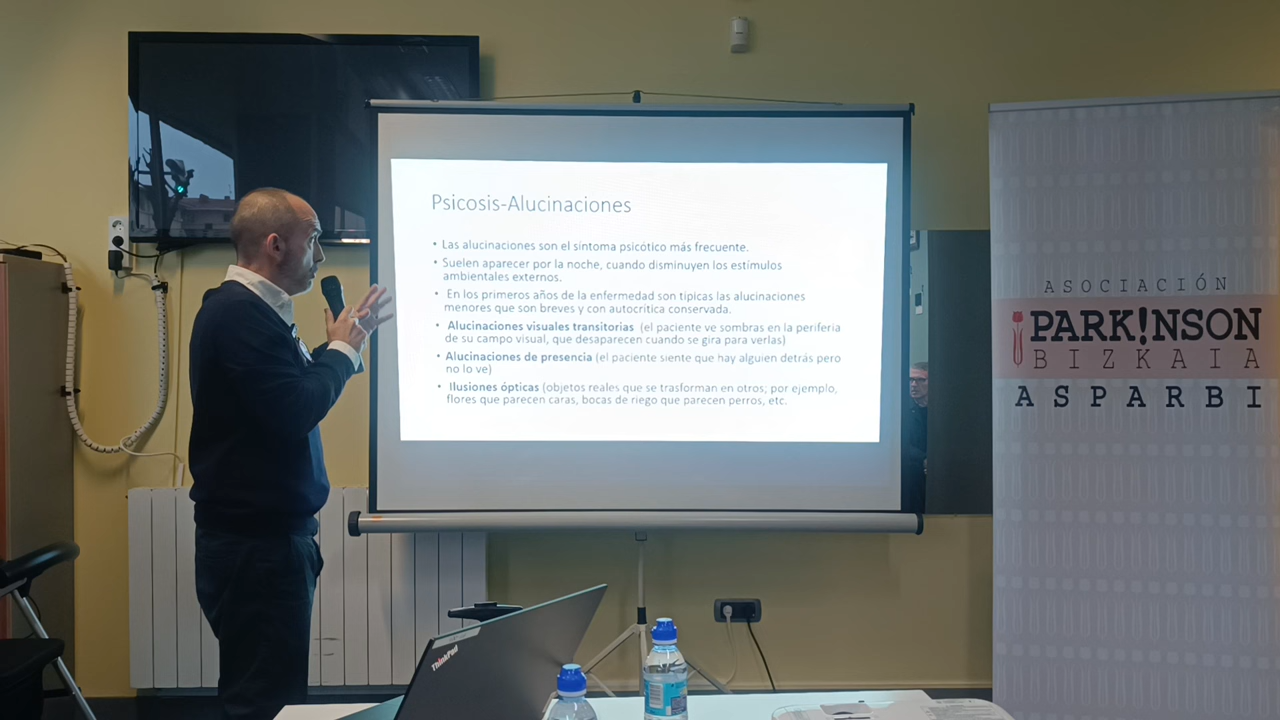 Psicosis-Alucinaciones
• Las alucinaciones son el síntoma psicótico más frecuente.
• Suelen aparecer por la noche, cuando disminuyen los estímulos
ambientales externos.
• En los primeros años de la enfermedad son típicas las alucinaciones
menores que son breves y con autocrítica conservada.
• Alucinaciones visuales transitorias (el paciente ve sombras en la periferia
de su campo visual, que desaparecen cuando se gira para verlas)
• Alucinaciones de presencia (el paciente siente que hay alguien detrás pero
no lo ve)
• Ilusiones ópticas (objetos reales que se trasforman en otros; por ejemplo,
flores que parecen caras, bocas de riego que parecen perros, etc.
ASOCIACIÓN
PARK!NSON
BIZKAIA
ASPARBI
ThinkPad